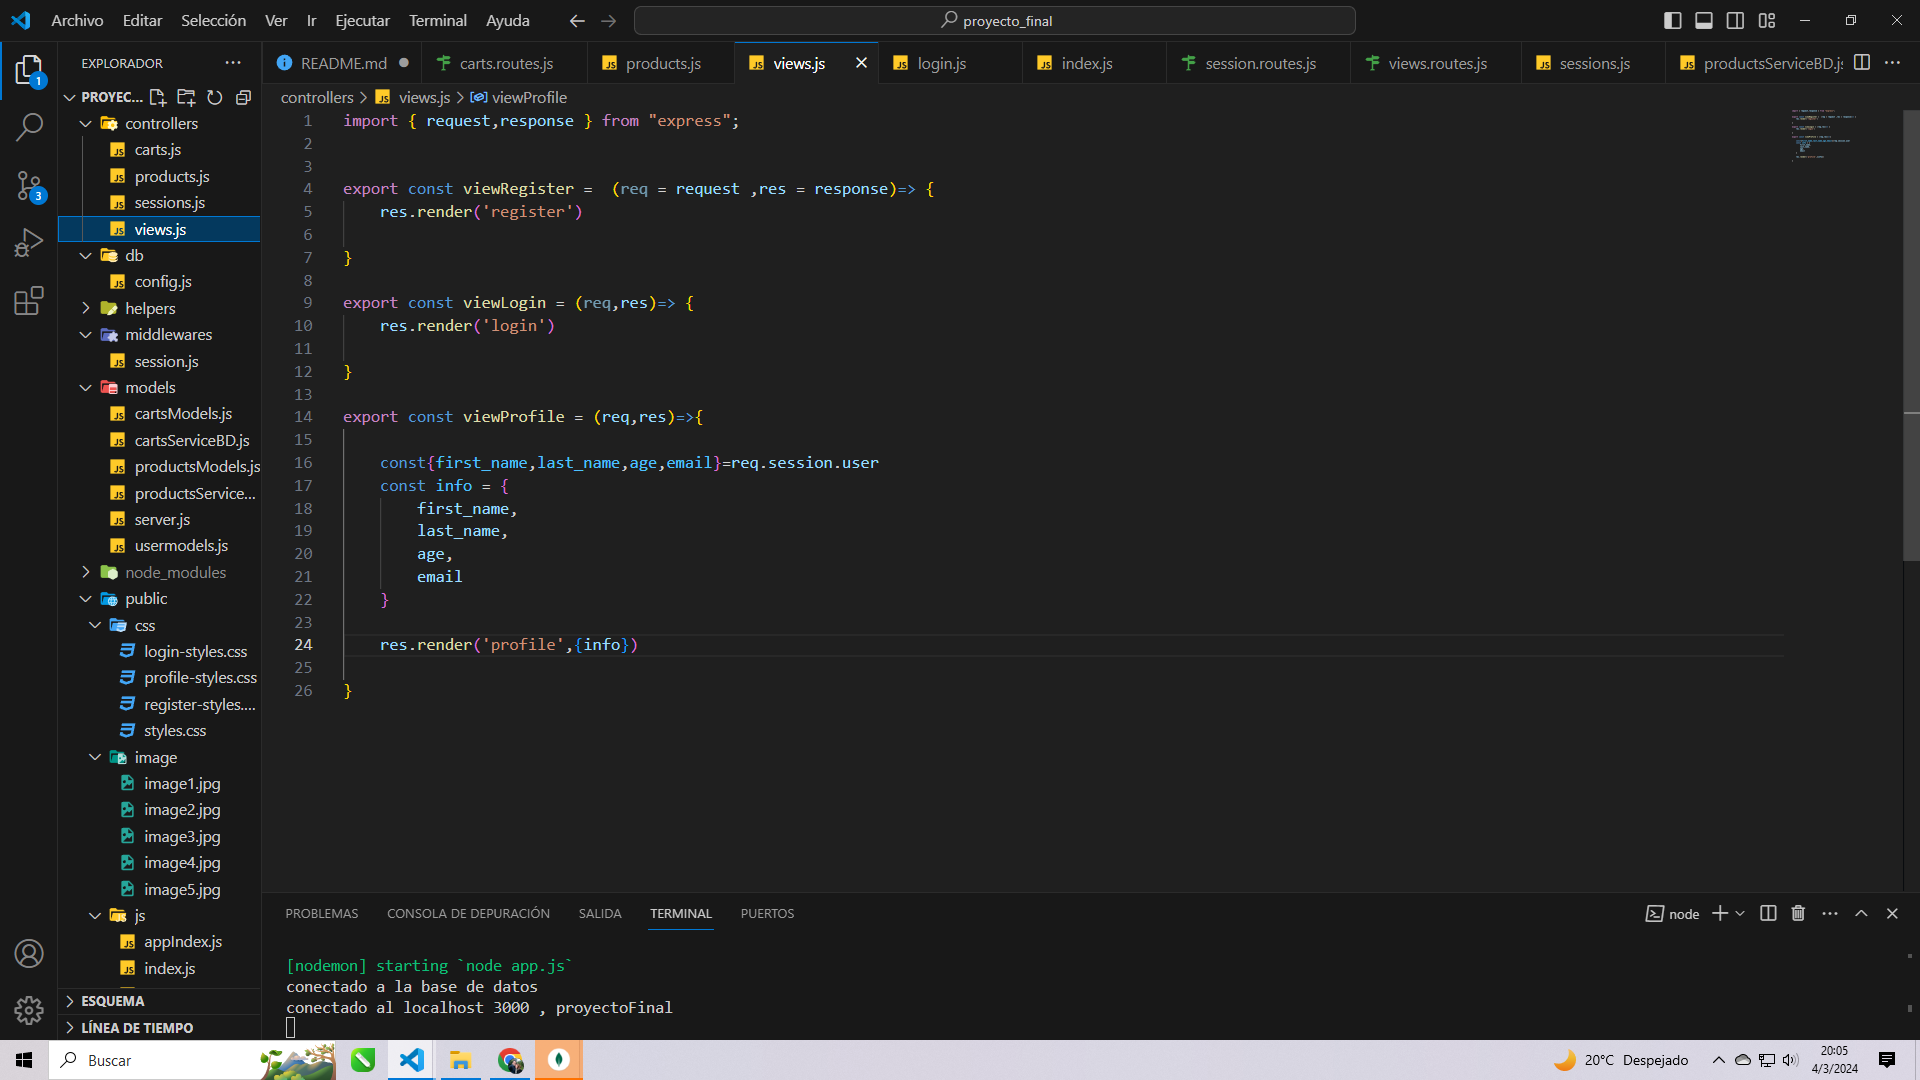 Archivo Editar Selección Ver Ir Ejecutar Terminal Ayuda proyecto_final
EXPLORADOR
README.md carts.routes.js products.js views.js login.js index.js session.routes.js views.routes.js sessions.js productsServiceBD.js
PROYEC...
controllers
carts.js
products.js
sessions.js
views.js
db
config.js
helpers
middlewares
session.js
models
cartsModels.js
cartsServiceBD.js
productsModels.js
productsService...
server.js
usermodels.js
node_modules
public
css
login-styles.css
profile-styles.css
register-styles....
styles.css
image
image1.jpg
image2.jpg
image3.jpg
image4.jpg
image5.jpg
js
appIndex.js
index.js
ESQUEMA
LÍNEA DE TIEMPO
1
3
controllers > views.js > viewProfile
1 import { request,response } from "express";
2
3
4 export const viewRegister =  (req = request ,res = response)=> {
5     res.render('register')
6
7 }
8
9 export const viewLogin = (req,res)=> {
10     res.render('login')
11
12 }
13
14 export const viewProfile = (req,res)=>{
15
16     const{first_name,last_name,age,email}=req.session.user
17     const info = {
18         first_name,
19         last_name,
20         age,
21         email
22     }
23
24     res.render('profile',{info})
25
26 }
PROBLEMAS CONSOLA DE DEPURACIÓN SALIDA TERMINAL PUERTOS
node
[nodemon] starting `node app.js`
conectado a la base de datos
conectado al localhost 3000 , proyectoFinal
Buscar
20°C Despejado
20:05
4/3/2024